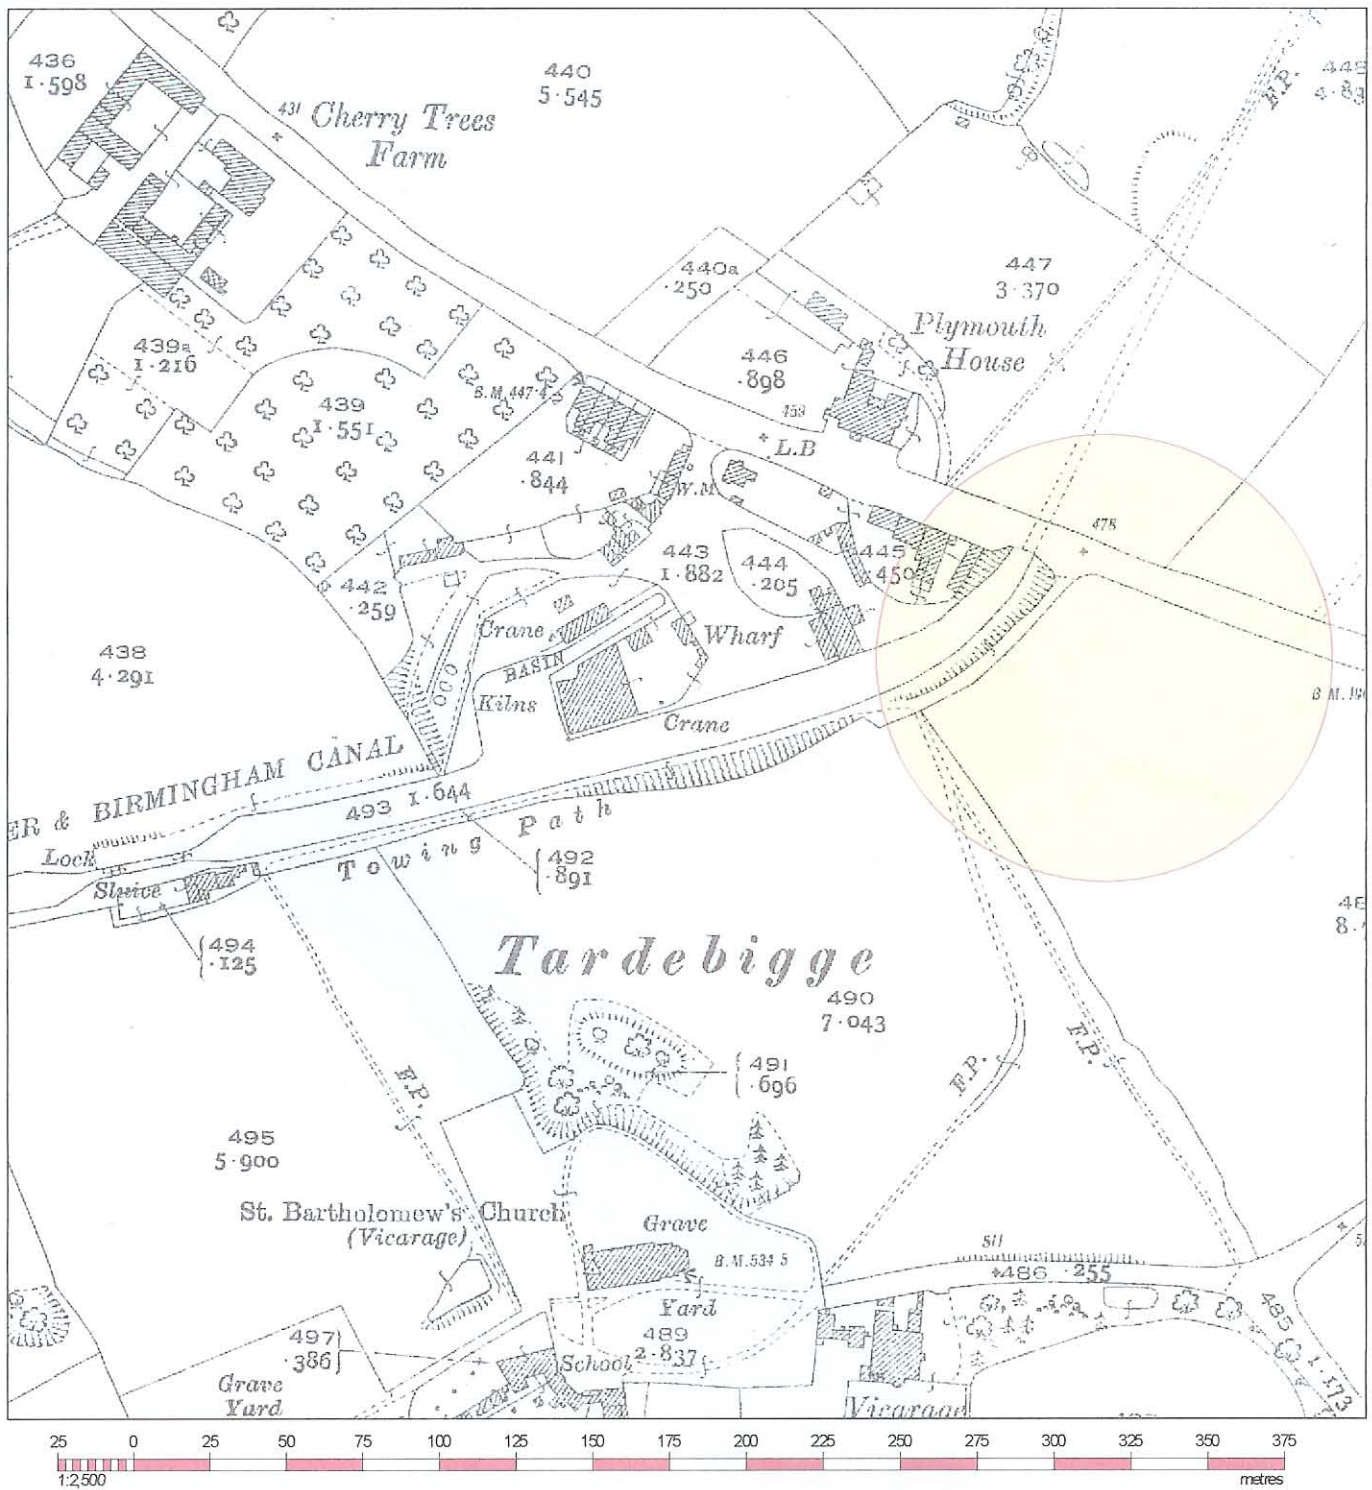 436
1·598
440
5·545
448
431 Cherry Trees
Farm
F.P.
440a
·250
447
3·370
Plymouth
House
439a
1·216
446
·898
B.M.447·4
439
1·551
459
L.B
441
·844
W.M.
478
443
1·882
444
·205
445
·450
442
·259
Crane
Wharf
BASIN
438
4·291
Kilns
Crane
B.M.
ER & BIRMINGHAM CANAL
493 1·644
Lock
Towing Path
Sluice
492
·891
494
·125
Tardebigge
490
7·043
491
·696
F.P.
F.P.
F.P.
495
5·900
St. Bartholomew's Church
(Vicarage)
Grave
B.M.534·5
511
486 ·255
Yard
485
1·173
497
·386
489
2·837
School
Grave
Yard
Vicarage
25 0 25 50 75 100 125 150 175 200 225 250 275 300 325 350 375
1:2,500
metres